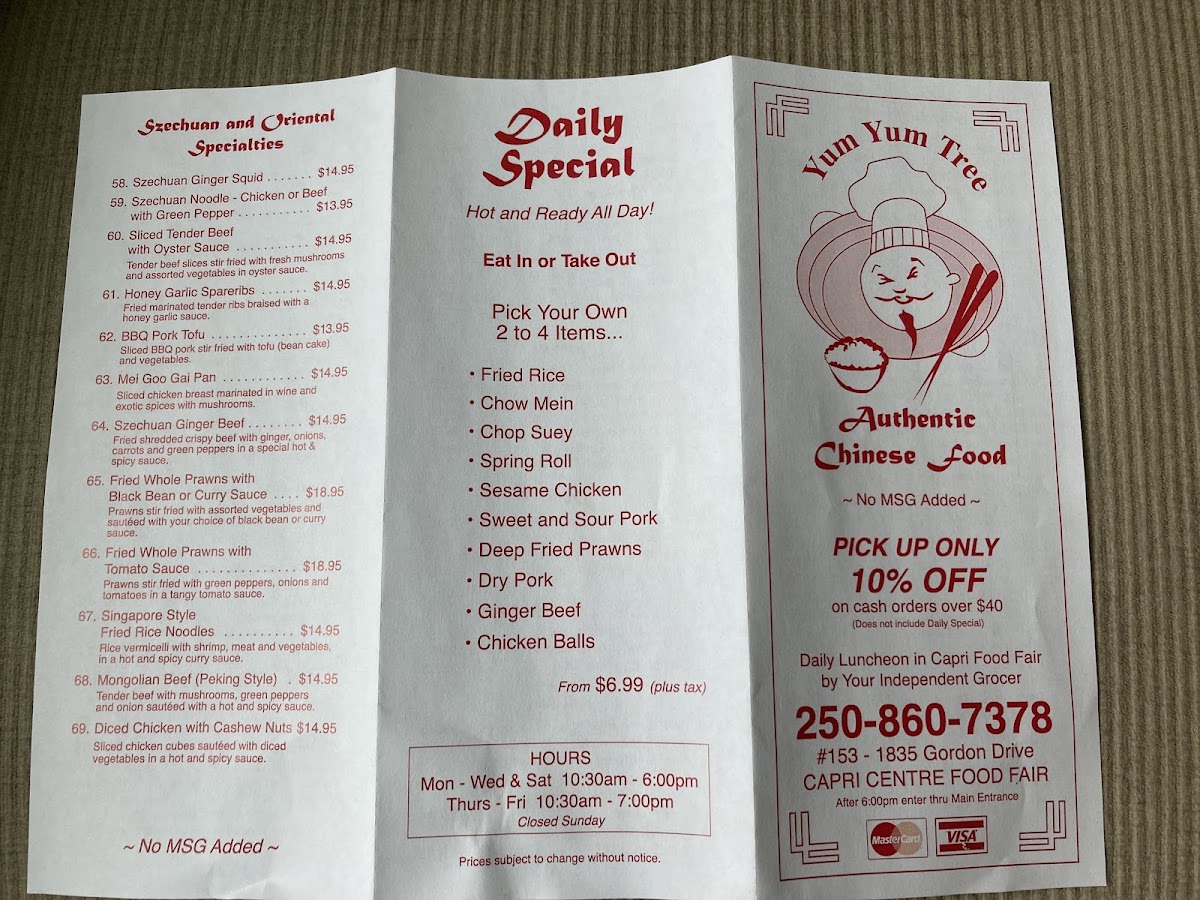 Szechuan and Oriental
Specialties
58. Szechuan Ginger Squid . . . . . . . $14.95
59. Szechuan Noodle - Chicken or Beef
with Green Pepper . . . . . . . . . . . $13.95
60. Sliced Tender Beef
with Oyster Sauce . . . . . . . . . . . $14.95
Tender beef slices stir fried with fresh mushrooms
and assorted vegetables in oyster sauce.
61. Honey Garlic Spareribs . . . . . . . $14.95
Fried marinated tender ribs braised with a
honey garlic sauce.
62. BBQ Pork Tofu . . . . . . . . . . . . . . $13.95
Sliced BBQ pork stir fried with tofu (bean cake)
and vegetables.
63. Mei Goo Gai Pan . . . . . . . . . . . . $14.95
Sliced chicken breast marinated in wine and
exotic spices with mushrooms.
64. Szechuan Ginger Beef . . . . . . . . $14.95
Fried shredded crispy beef with ginger, onions,
carrots and green peppers in a special hot &
spicy sauce.
65. Fried Whole Prawns with
Black Bean or Curry Sauce . . . . $18.95
Prawns stir fried with assorted vegetables and
sautéed with your choice of black bean or curry
sauce.
66. Fried Whole Prawns with
Tomato Sauce . . . . . . . . . . . . . . $18.95
Prawns stir fried with green peppers, onions and
tomatoes in a tangy tomato sauce.
67. Singapore Style
Fried Rice Noodles . . . . . . . . . . $14.95
Rice vermicelli with shrimp, meat and vegetables,
in a hot and spicy curry sauce.
68. Mongolian Beef (Peking Style) . $14.95
Tender beef with mushrooms, green peppers
and onion sautéed with a hot and spicy sauce.
69. Diced Chicken with Cashew Nuts $14.95
Sliced chicken cubes sautéed with diced
vegetables in a hot and spicy sauce.
~ No MSG Added ~
Daily
Special
Hot and Ready All Day!
Eat In or Take Out
Pick Your Own
2 to 4 Items...
• Fried Rice
• Chow Mein
• Chop Suey
• Spring Roll
• Sesame Chicken
• Sweet and Sour Pork
• Deep Fried Prawns
• Dry Pork
• Ginger Beef
• Chicken Balls
From $6.99 (plus tax)
HOURS
Mon - Wed & Sat 10:30am - 6:00pm
Thurs - Fri 10:30am - 7:00pm
Closed Sunday
Prices subject to change without notice.
Yum Yum Tree
Authentic
Chinese Food
~ No MSG Added ~
PICK UP ONLY
10% OFF
on cash orders over $40
(Does not include Daily Special)
Daily Luncheon in Capri Food Fair
by Your Independent Grocer
250-860-7378
#153 - 1835 Gordon Drive
CAPRI CENTRE FOOD FAIR
After 6:00pm enter thru Main Entrance
MasterCard VISA